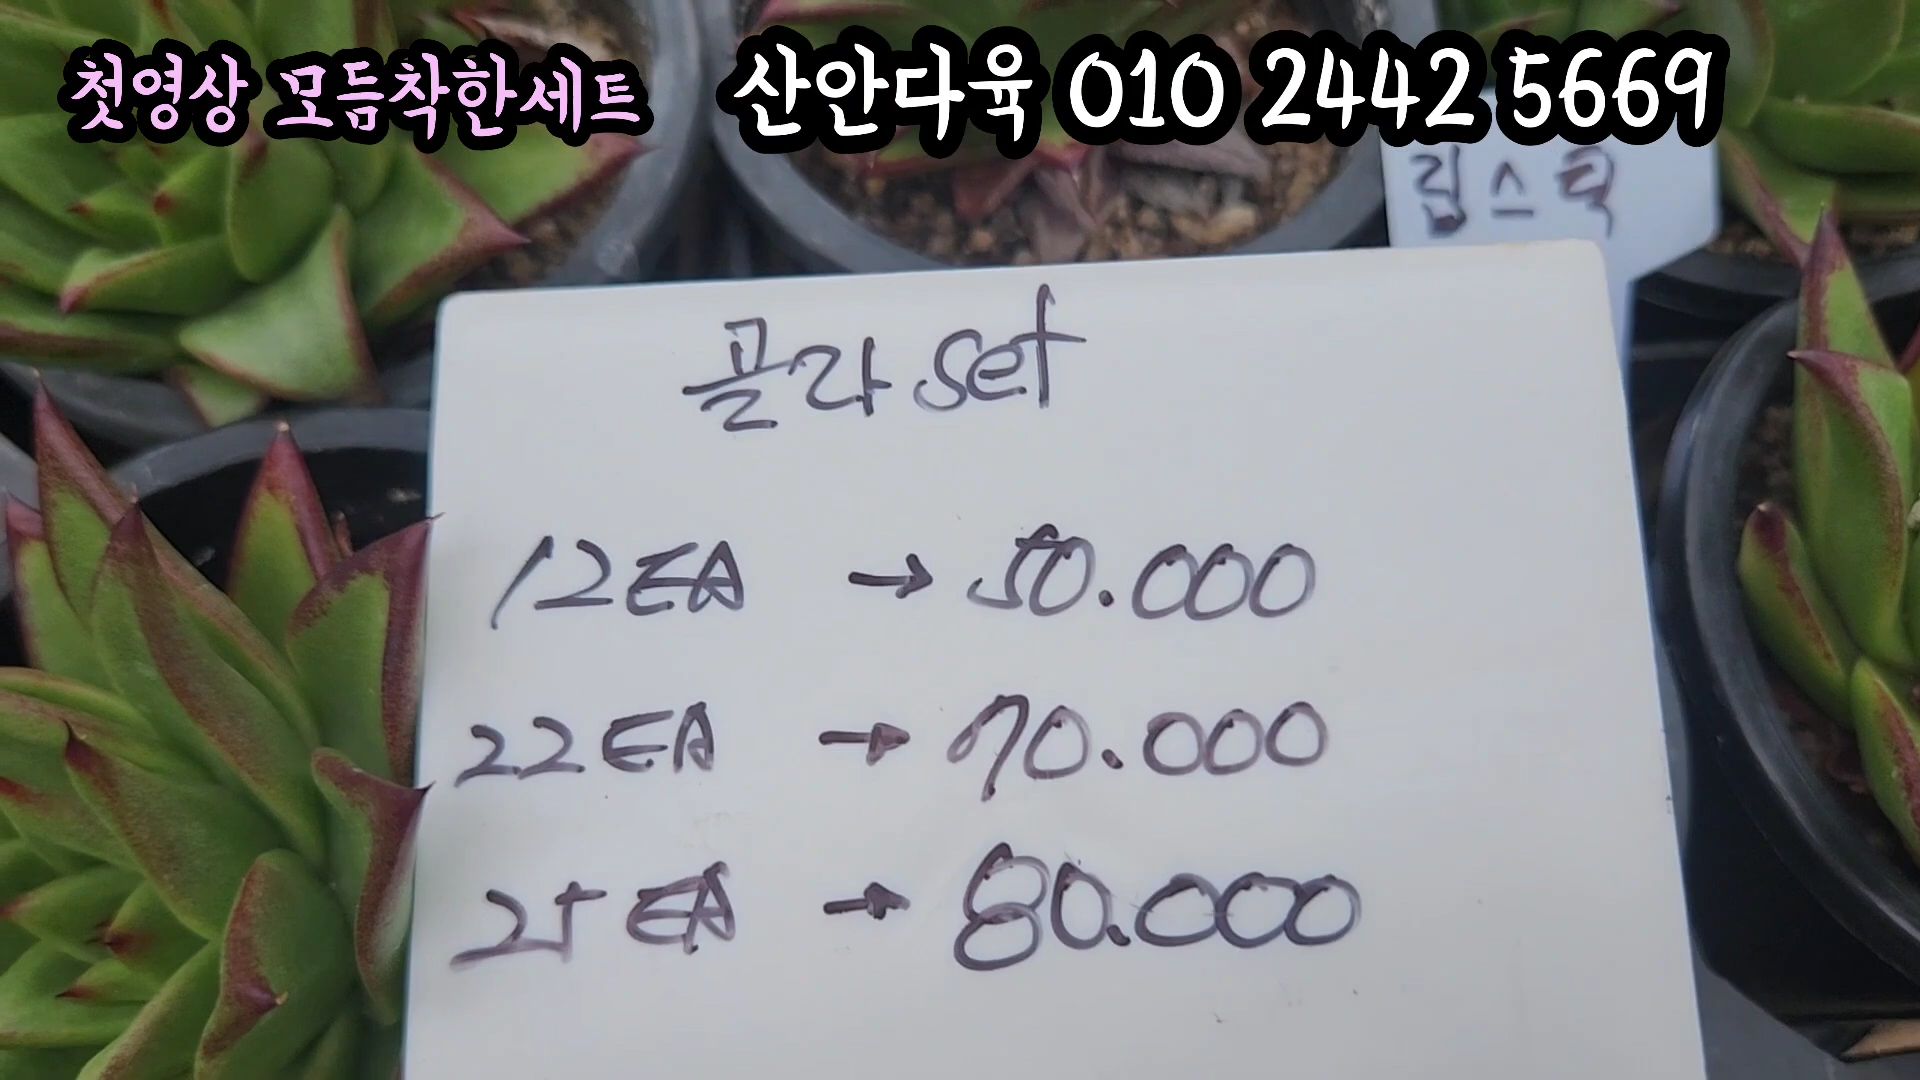 첫영상 모듬착한세트 산안다육 010 2442 5669
립스틱
골라 set
12EA → 50.000
22EA → 70.000
25EA → 80.000